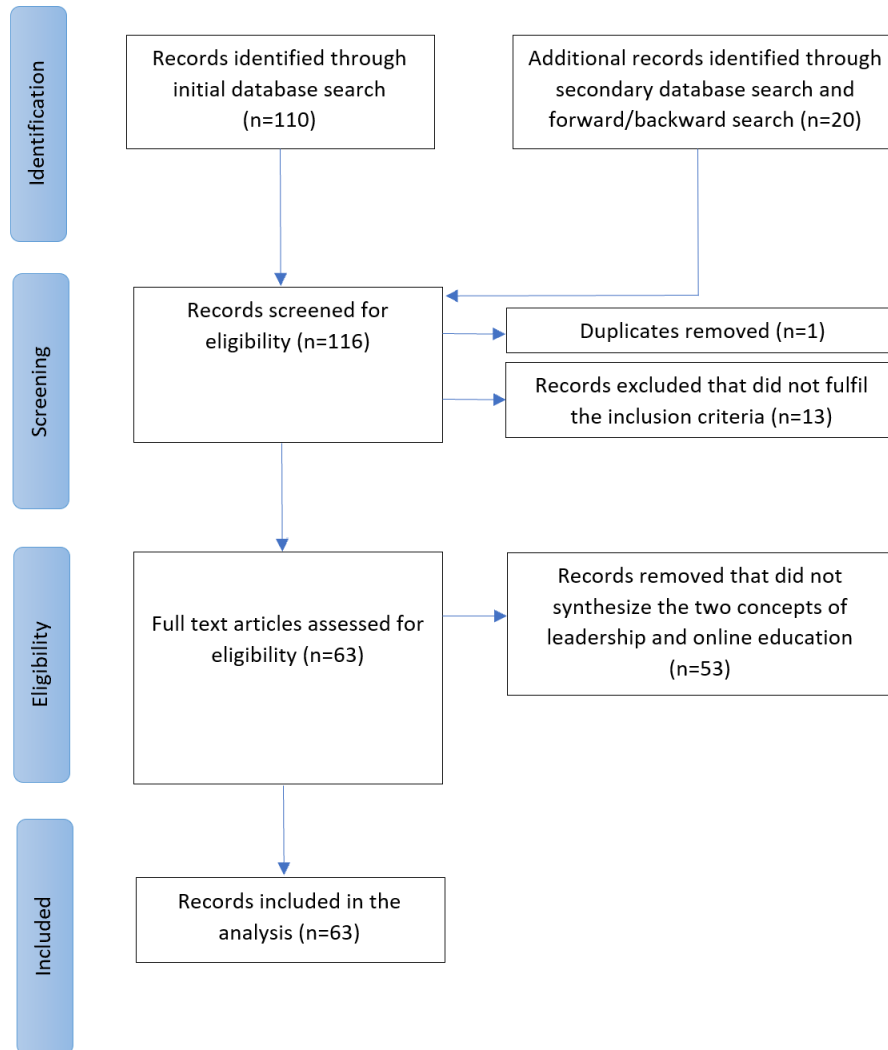 Identification
Records identified through
initial database search
(n=110)
Additional records identified through
secondary database search and
forward/backward search (n=20)
Screening
Records screened for
eligibility (n=116)
Duplicates removed (n=1)
Records excluded that did not fulfil
the inclusion criteria (n=13)
Eligibility
Full text articles assessed for
eligibility (n=63)
Records removed that did not
synthesize the two concepts of
leadership and online education
(n=53)
Included
Records included in the
analysis (n=63)